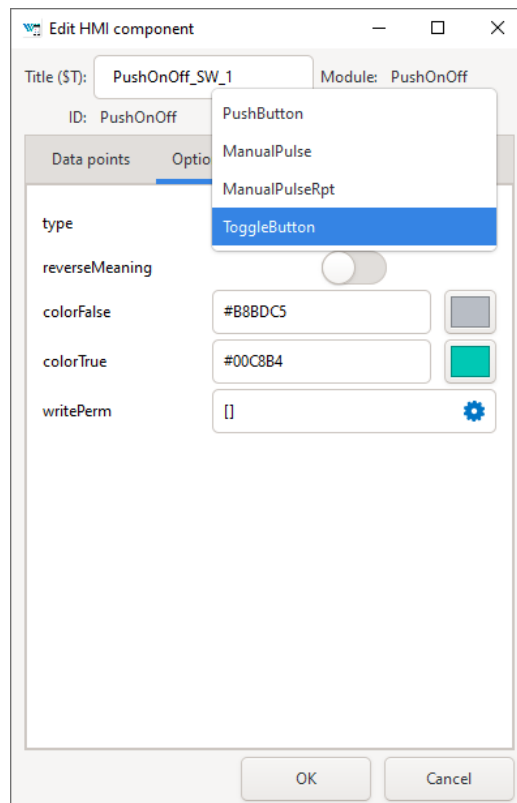 Edit HMI component
Title ($T): PushOnOff_SW_1 Module: PushOnOff
ID: PushOnOff
PushButton
ManualPulse
ManualPulseRpt
ToggleButton
Data points Optio
type
reverseMeaning
colorFalse #B8BDC5
colorTrue #00C8B4
writePerm []
OK Cancel